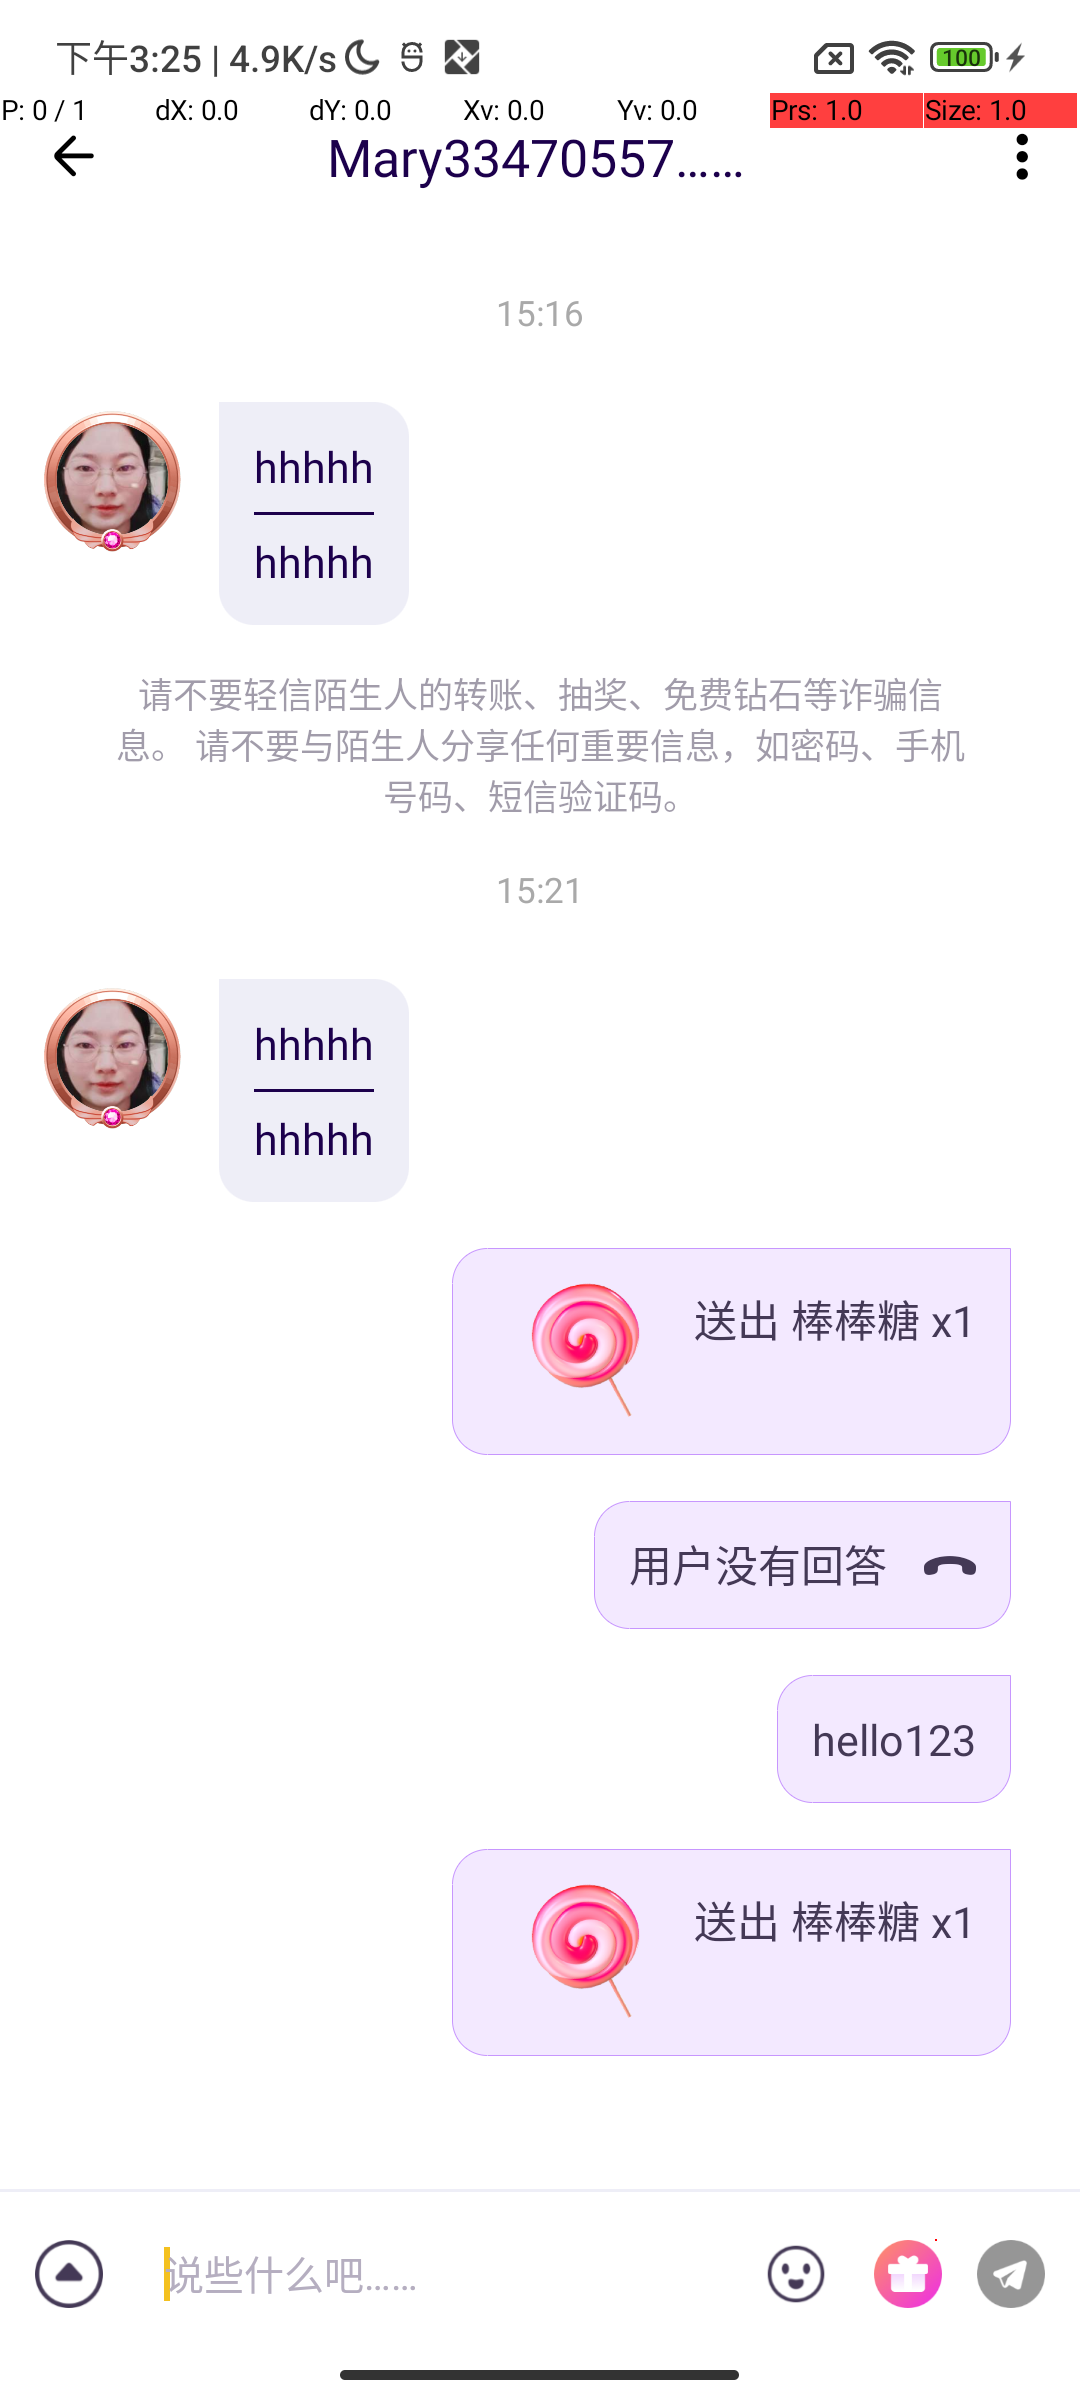 下午3:25 | 4.9K/s
100
P: 0 / 1 dX: 0.0 dY: 0.0 Xv: 0.0 Yv: 0.0 Prs: 1.0 Size: 1.0
Mary33470557……
15:16
hhhhh
hhhhh
请不要轻信陌生人的转账、抽奖、免费钻石等诈骗信
息。 请不要与陌生人分享任何重要信息，如密码、手机
号码、短信验证码。
15:21
hhhhh
hhhhh
送出 棒棒糖 x1
用户没有回答
hello123
送出 棒棒糖 x1
说些什么吧……